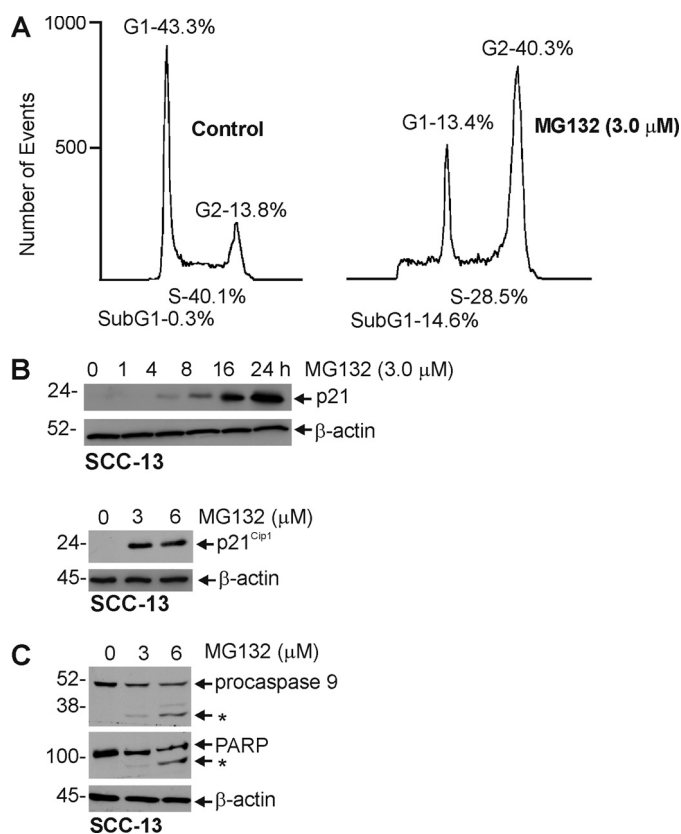 A
1000
500
0
Number of Events
G1-43.3%
Control
G2-13.8%
S-40.1%
SubG1-0.3%
G2-40.3%
G1-13.4%
MG132 (3.0 μM)
S-28.5%
SubG1-14.6%
B
0 1 4 8 16 24 h MG132 (3.0 μM)
24- p21
52- β-actin
SCC-13
0 3 6 MG132 (μM)
24- p21Cip1
45- β-actin
SCC-13
C
0 3 6 MG132 (μM)
52- procaspase 9
38-
*
PARP
100- *
45- β-actin
SCC-13